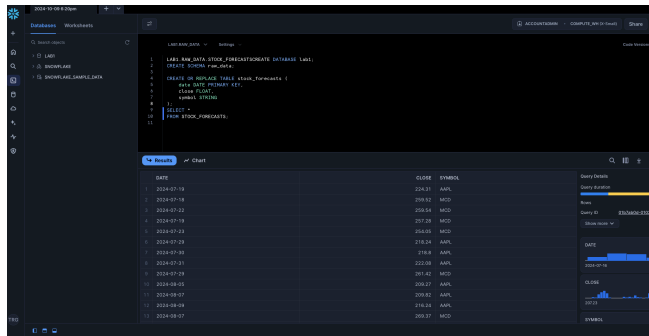 2024-10-09 6:20pm
Databases Worksheets
ACCOUNTADMIN · COMPUTE_WH (X-Small) Share
Search objects
LAB1
SNOWFLAKE
SNOWFLAKE_SAMPLE_DATA
LAB1.RAW_DATA Settings Code Versions
1 LAB1.RAW_DATA.STOCK_FORECASTSCREATE DATABASE lab1;
2 CREATE SCHEMA raw_data;
3
4 CREATE OR REPLACE TABLE stock_forecasts (
5 date DATE PRIMARY KEY,
6 close FLOAT,
7 symbol STRING
8 );
9 SELECT *
10 FROM STOCK_FORECASTS;
11
Results Chart
DATE CLOSE SYMBOL
1 2024-07-19 224.31 AAPL
2 2024-07-18 259.52 MCD
3 2024-07-22 259.54 MCD
4 2024-07-19 257.28 MCD
5 2024-07-23 254.05 MCD
6 2024-07-29 218.24 AAPL
7 2024-07-30 218.8 AAPL
8 2024-07-31 222.08 AAPL
9 2024-07-29 261.42 MCD
10 2024-08-05 209.27 AAPL
11 2024-08-07 209.82 AAPL
12 2024-08-09 216.24 AAPL
13 2024-08-07 269.37 MCD
Query Details
Query duration
Rows
Query ID
Show more
DATE
2024-07-16
CLOSE
207.23
SYMBOL